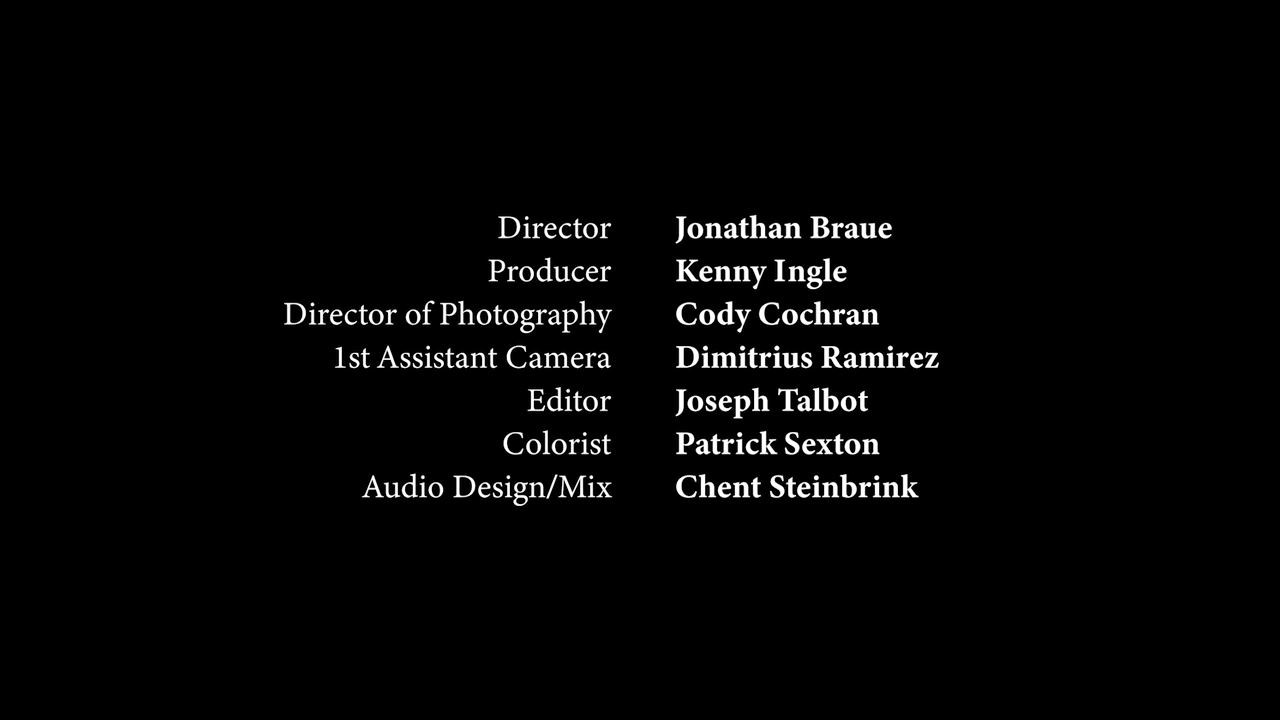 Director Jonathan Braue
Producer Kenny Ingle
Director of Photography Cody Cochran
1st Assistant Camera Dimitrius Ramirez
Editor Joseph Talbot
Colorist Patrick Sexton
Audio Design/Mix Chent Steinbrink